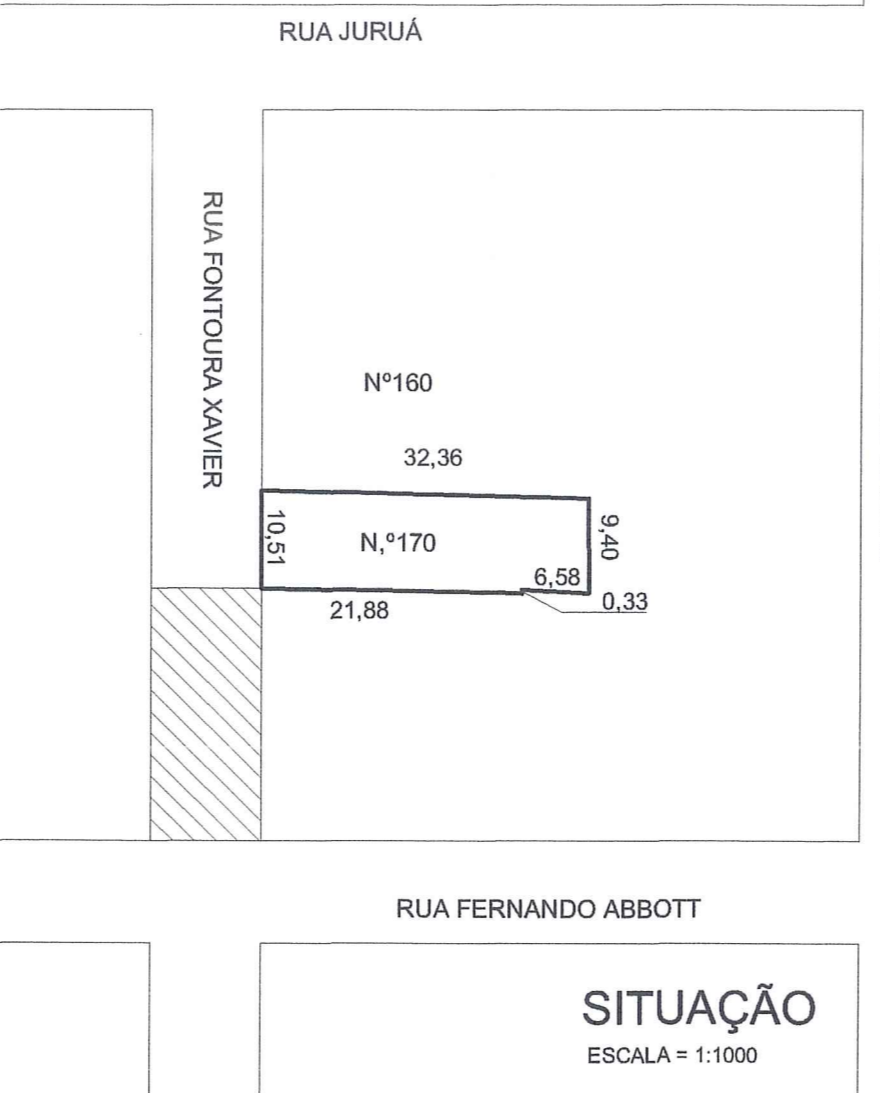 RUA JURUÁ
RUA FONTOURA XAVIER
Nº160
32,36
10,51
N,º170
9,40
6,58
0,33
21,88
RUA FERNANDO ABBOTT
SITUAÇÃO
ESCALA = 1:1000